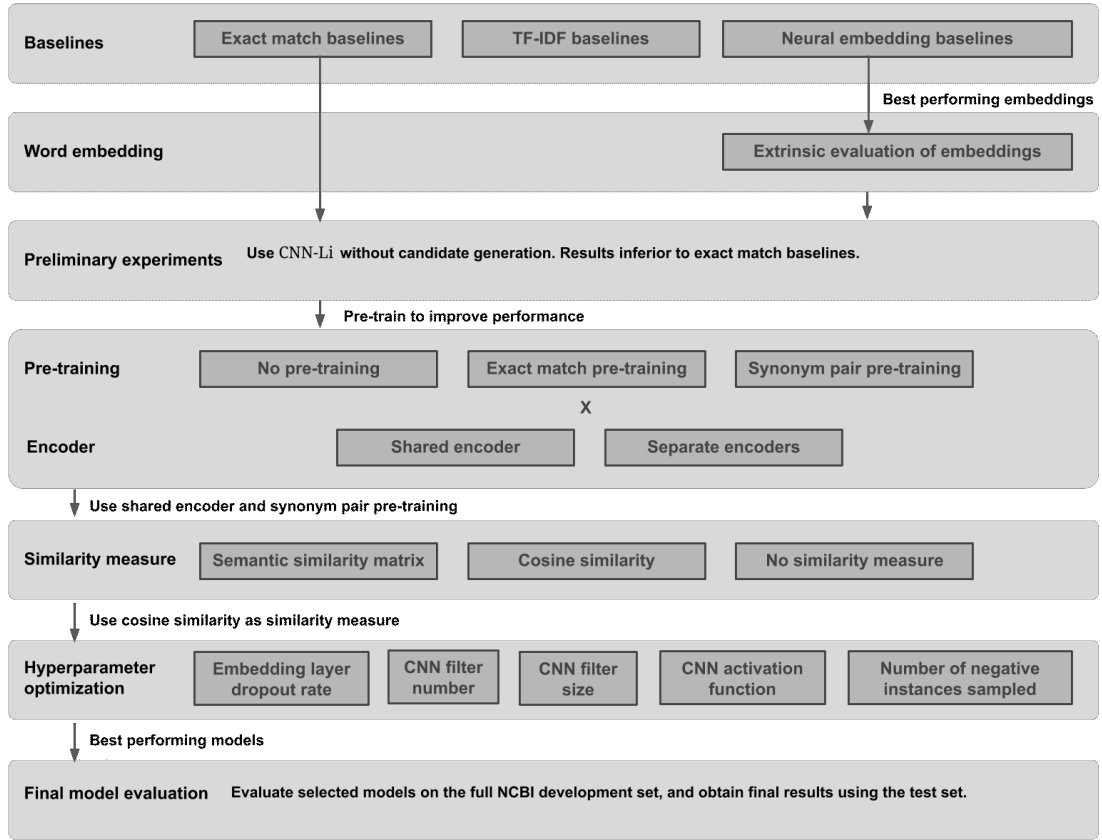 Baselines
Exact match baselines
TF-IDF baselines
Neural embedding baselines
Best performing embeddings
Word embedding
Extrinsic evaluation of embeddings
Preliminary experiments
Use CNN-Li without candidate generation. Results inferior to exact match baselines.
Pre-train to improve performance
Pre-training
No pre-training
Exact match pre-training
Synonym pair pre-training
X
Encoder
Shared encoder
Separate encoders
Use shared encoder and synonym pair pre-training
Similarity measure
Semantic similarity matrix
Cosine similarity
No similarity measure
Use cosine similarity as similarity measure
Hyperparameter
optimization
Embedding layer
dropout rate
CNN filter
number
CNN filter
size
CNN activation
function
Number of negative
instances sampled
Best performing models
Final model evaluation
Evaluate selected models on the full NCBI development set, and obtain final results using the test set.